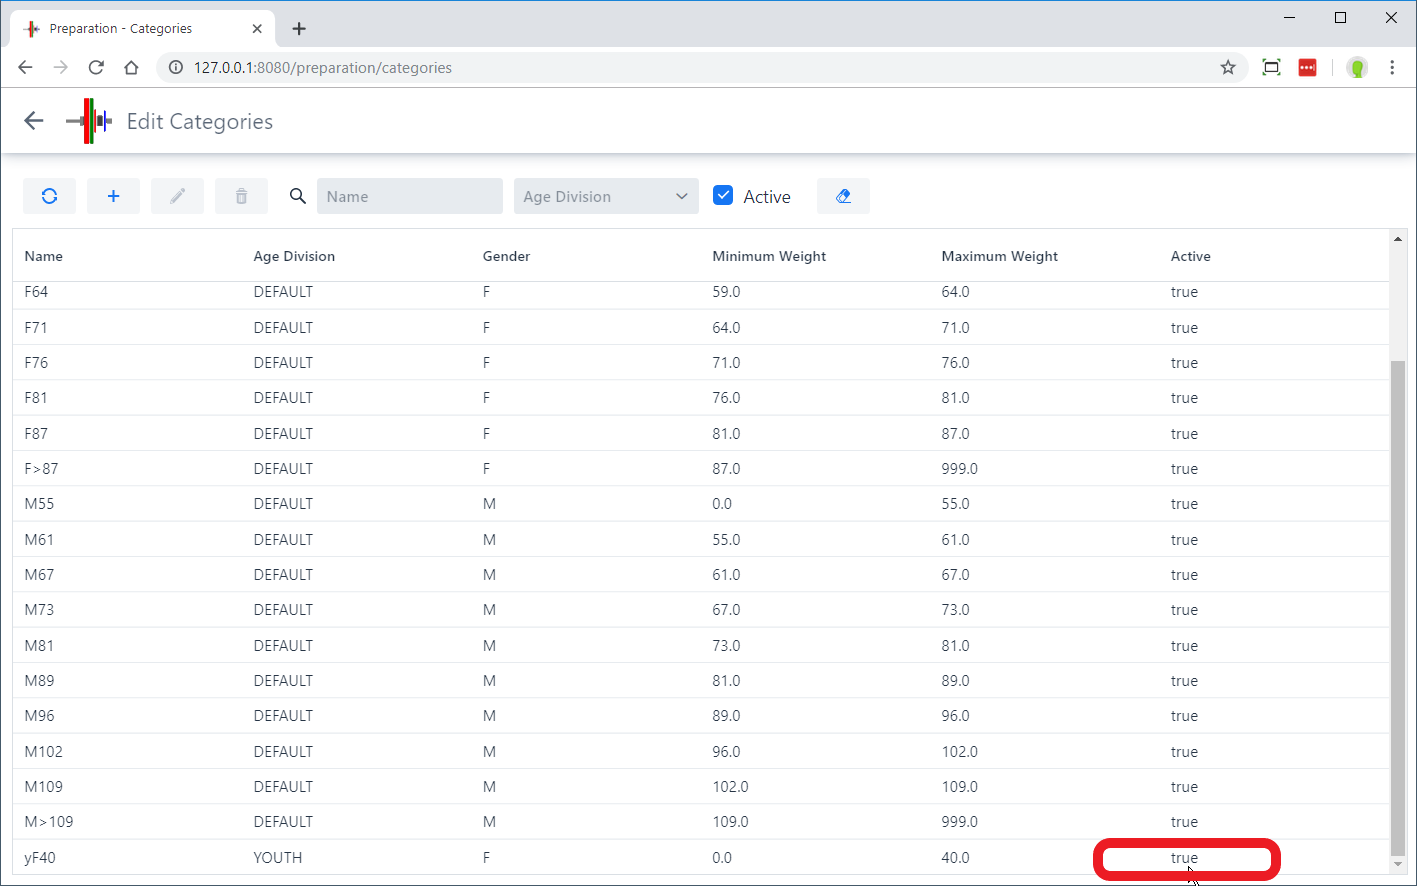 Preparation - Categories
127.0.0.1:8080/preparation/categories
Edit Categories
Name Age Division Active
Name Age Division Gender Minimum Weight Maximum Weight Active
F64 DEFAULT F 59.0 64.0 true
F71 DEFAULT F 64.0 71.0 true
F76 DEFAULT F 71.0 76.0 true
F81 DEFAULT F 76.0 81.0 true
F87 DEFAULT F 81.0 87.0 true
F>87 DEFAULT F 87.0 999.0 true
M55 DEFAULT M 0.0 55.0 true
M61 DEFAULT M 55.0 61.0 true
M67 DEFAULT M 61.0 67.0 true
M73 DEFAULT M 67.0 73.0 true
M81 DEFAULT M 73.0 81.0 true
M89 DEFAULT M 81.0 89.0 true
M96 DEFAULT M 89.0 96.0 true
M102 DEFAULT M 96.0 102.0 true
M109 DEFAULT M 102.0 109.0 true
M>109 DEFAULT M 109.0 999.0 true
yF40 YOUTH F 0.0 40.0 true